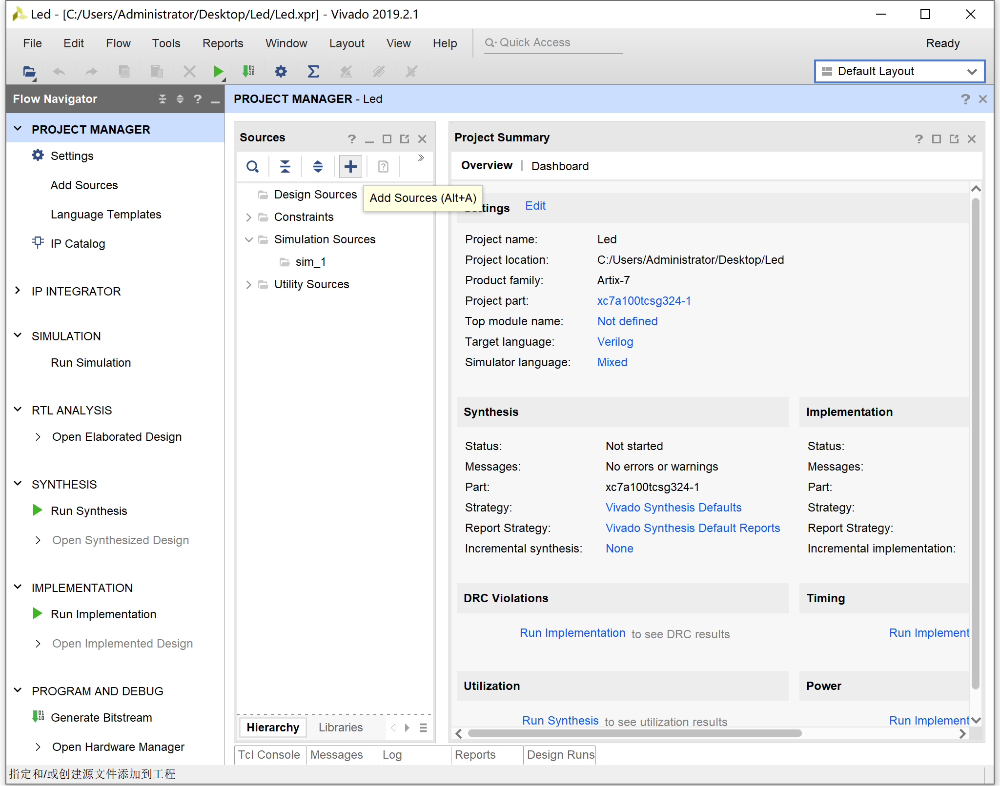 Led - [C:/Users/Administrator/Desktop/Led/Led.xpr] - Vivado 2019.2.1
File Edit Flow Tools Reports Window Layout View Help Quick Access Ready
Default Layout
Flow Navigator
PROJECT MANAGER
Settings
Add Sources
Language Templates
IP Catalog
IP INTEGRATOR
SIMULATION
Run Simulation
RTL ANALYSIS
Open Elaborated Design
SYNTHESIS
Run Synthesis
Open Synthesized Design
IMPLEMENTATION
Run Implementation
Open Implemented Design
PROGRAM AND DEBUG
Generate Bitstream
Open Hardware Manager
PROJECT MANAGER - Led
Sources
Design Sources
Constraints
Simulation Sources
sim_1
Utility Sources
Add Sources (Alt+A)
Hierarchy Libraries
Project Summary
Overview | Dashboard
ttings Edit
Project name: Led
Project location: C:/Users/Administrator/Desktop/Led
Product family: Artix-7
Project part: xc7a100tcsg324-1
Top module name: Not defined
Target language: Verilog
Simulator language: Mixed
Synthesis
Status: Not started
Messages: No errors or warnings
Part: xc7a100tcsg324-1
Strategy: Vivado Synthesis Defaults
Report Strategy: Vivado Synthesis Default Reports
Incremental synthesis: None
Implementation
Status:
Messages:
Part:
Strategy:
Report Strategy:
Incremental implementation:
DRC Violations
Run Implementation to see DRC results
Timing
Run Implement
Utilization
Run Synthesis to see utilization results
Power
Run Implement
Tcl Console Messages Log Reports Design Runs
指定和/或创建源文件添加到工程